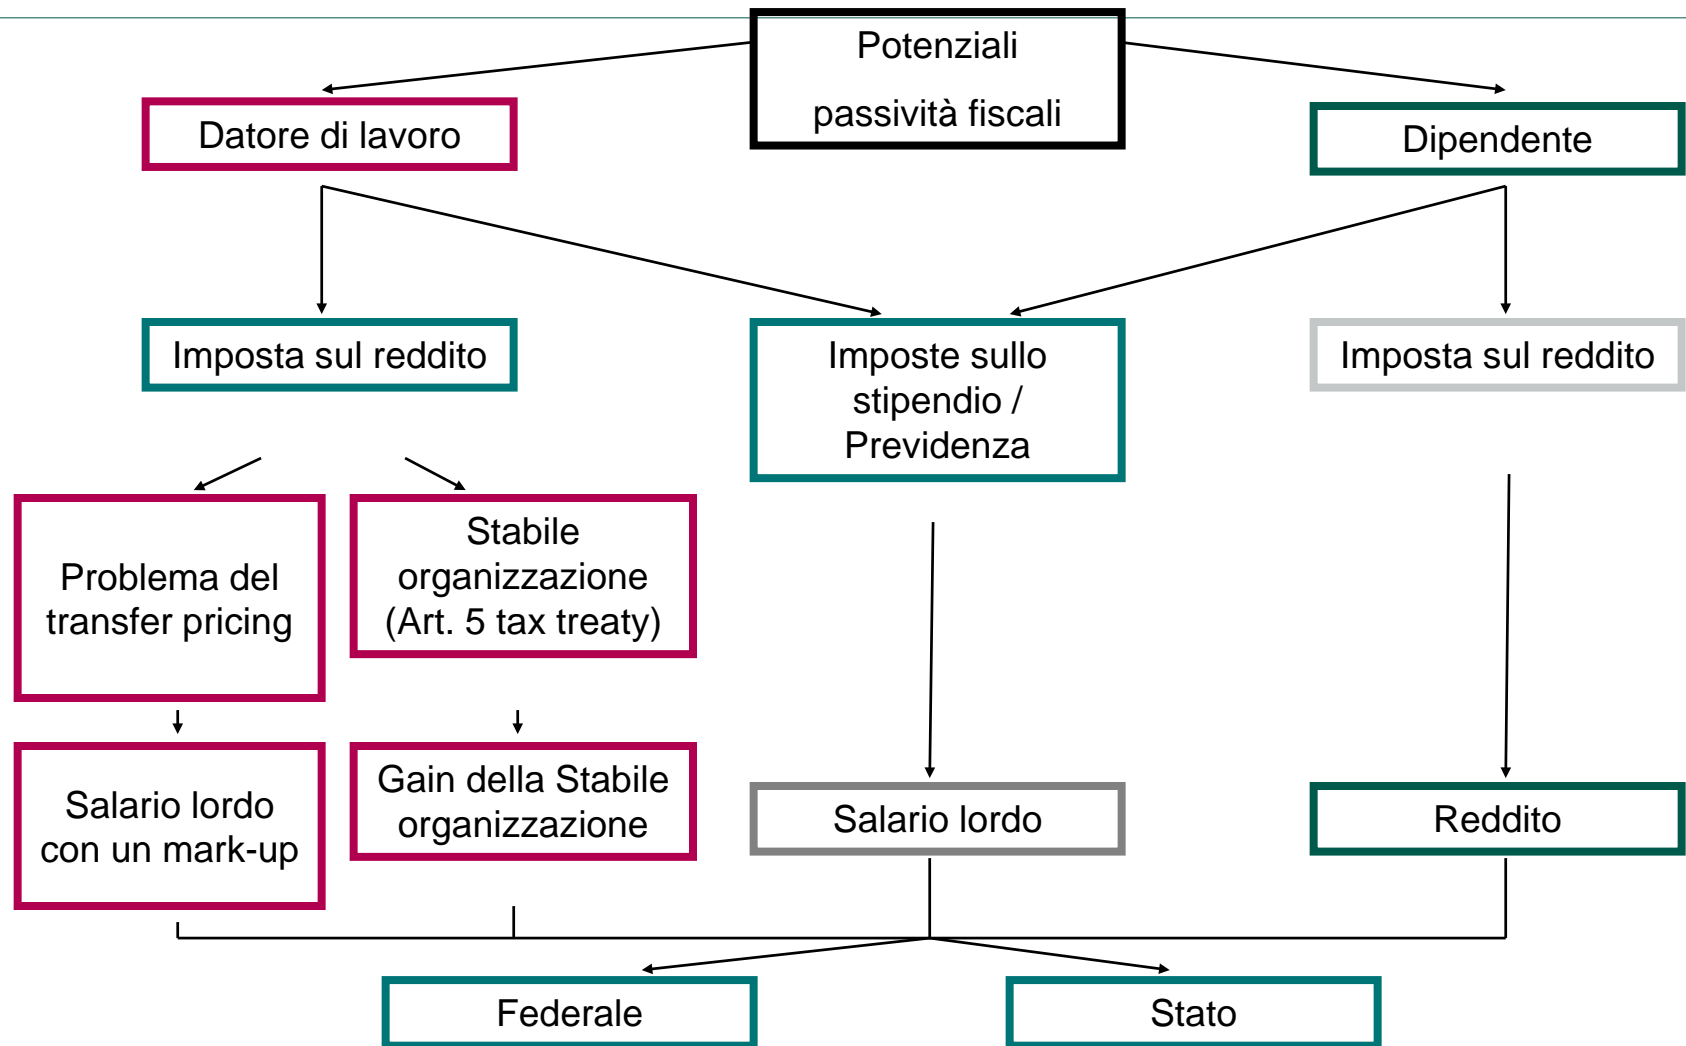 Potenziali
passività fiscali
Datore di lavoro
Dipendente
Imposta sul reddito
Imposte sullo
stipendio /
Previdenza
Imposta sul reddito
Problema del
transfer pricing
Stabile
organizzazione
(Art. 5 tax treaty)
Salario lordo
con un mark-up
Gain della Stabile
organizzazione
Salario lordo
Reddito
Federale
Stato